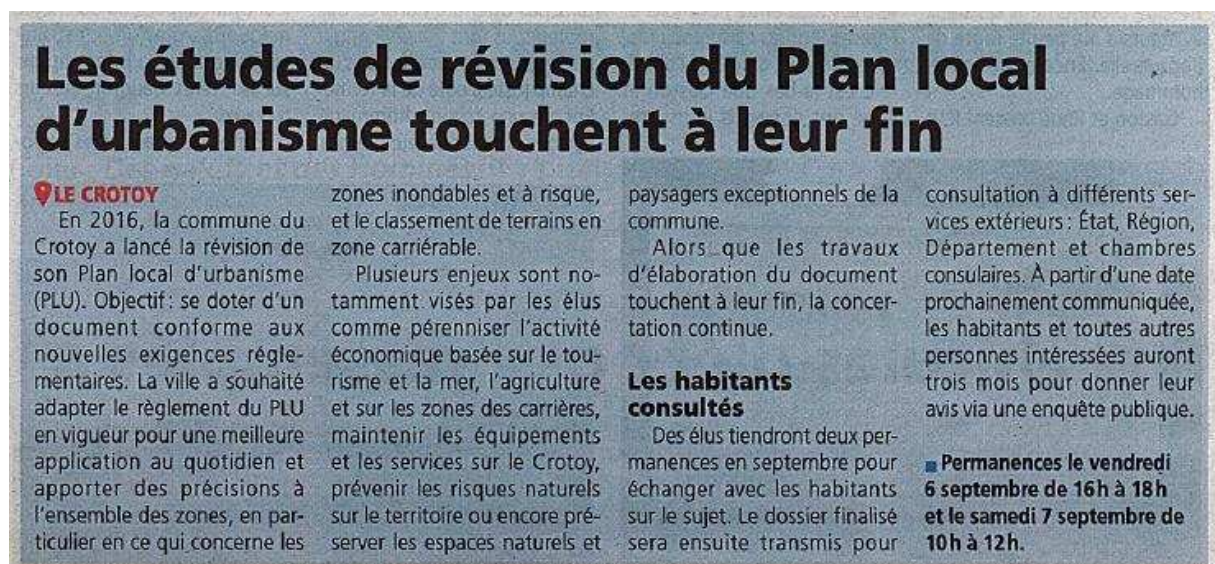 Les études de révision du Plan local
d'urbanisme touchent à leur fin
LE CROTOY
En 2016, la commune du
Crotoy a lancé la révision de
son Plan local d'urbanisme
(PLU). Objectif : se doter d'un
document conforme aux
nouvelles exigences régle-
mentaires. La ville a souhaité
adapter le règlement du PLU
en vigueur pour une meilleure
application au quotidien et
apporter des précisions à
l'ensemble des zones, en par-
ticulier en ce qui concerne les
zones inondables et à risque,
et le classement de terrains en
zone carriérable.
Plusieurs enjeux sont no-
tamment visés par les élus
comme pérenniser l'activité
économique basée sur le tou-
risme et la mer, l'agriculture
et sur les zones des carrières,
maintenir les équipements
et les services sur le Crotoy,
prévenir les risques naturels
sur le territoire ou encore pré-
server les espaces naturels et
paysagers exceptionnels de la
commune.
Alors que les travaux
d'élaboration du document
touchent à leur fin, la concer-
tation continue.
Les habitants
consultés
Des élus tiendront deux per-
manences en septembre pour
échanger avec les habitants
sur le sujet. Le dossier finalisé
sera ensuite transmis pour
consultation à différents ser-
vices extérieurs : État, Région,
Département et chambres
consulaires. À partir d'une date
prochainement communiquée,
les habitants et toutes autres
personnes intéressées auront
trois mois pour donner leur
avis via une enquête publique.
■ Permanences le vendredi
6 septembre de 16h à 18h
et le samedi 7 septembre de
10h à 12h.